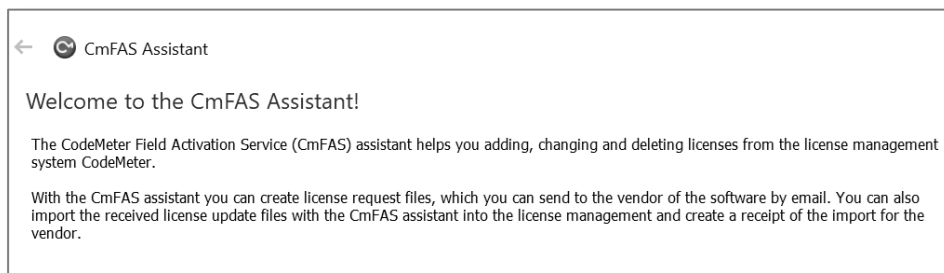 CmFAS Assistant
Welcome to the CmFAS Assistant!
The CodeMeter Field Activation Service (CmFAS) assistant helps you adding, changing and deleting licenses from the license management
system CodeMeter.
With the CmFAS assistant you can create license request files, which you can send to the vendor of the software by email. You can also
import the received license update files with the CmFAS assistant into the license management and create a receipt of the import for the
vendor.